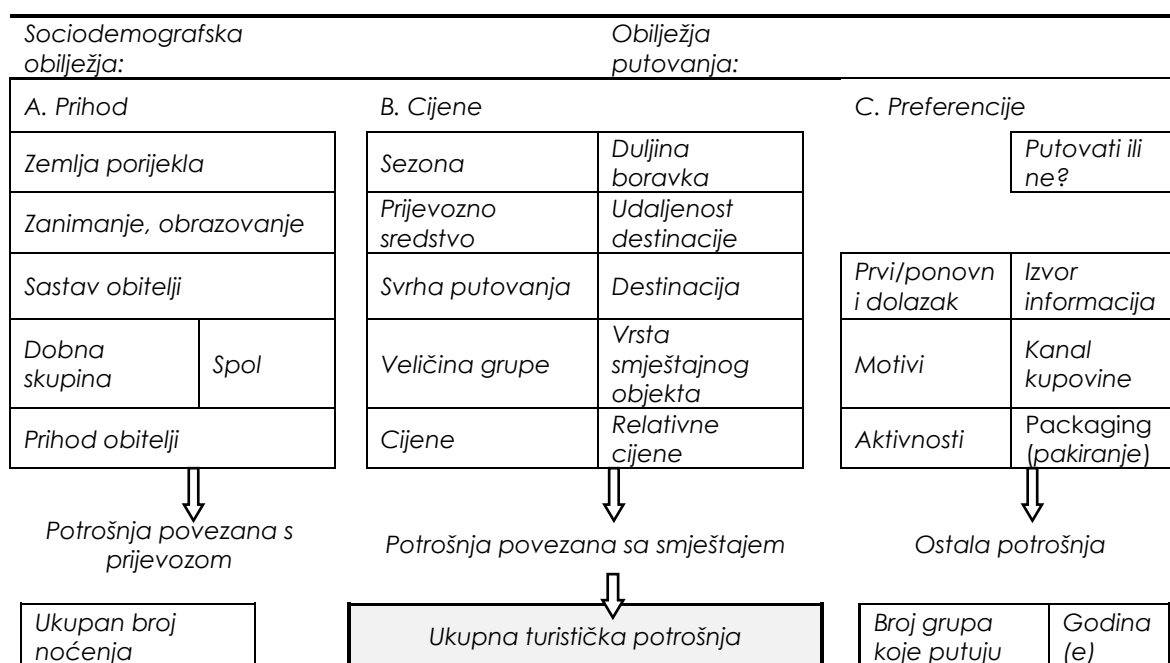 Sociodemografska
obilježja:
Obilježja
putovanja:
A. Prihod
B. Cijene
C. Preferencije
Zemlja porijekla
Sezona
Duljina
boravka
Putovati ili
ne?
Zanimanje, obrazovanje
Prijevozno
sredstvo
Udaljenost
destinacije
Sastav obitelji
Svrha putovanja
Destinacija
Prvi/ponovn
i dolazak
Izvor
informacija
Dobna
skupina
Spol
Veličina grupe
Vrsta
smještajnog
objekta
Motivi
Kanal
kupovine
Prihod obitelji
Cijene
Relativne
cijene
Aktivnosti
Packaging
(pakiranje)
Potrošnja povezana s
prijevozom
Potrošnja povezana sa smještajem
Ostala potrošnja
Ukupan broj
noćenja
Ukupna turistička potrošnja
Broj grupa
koje putuju
Godina
(e)